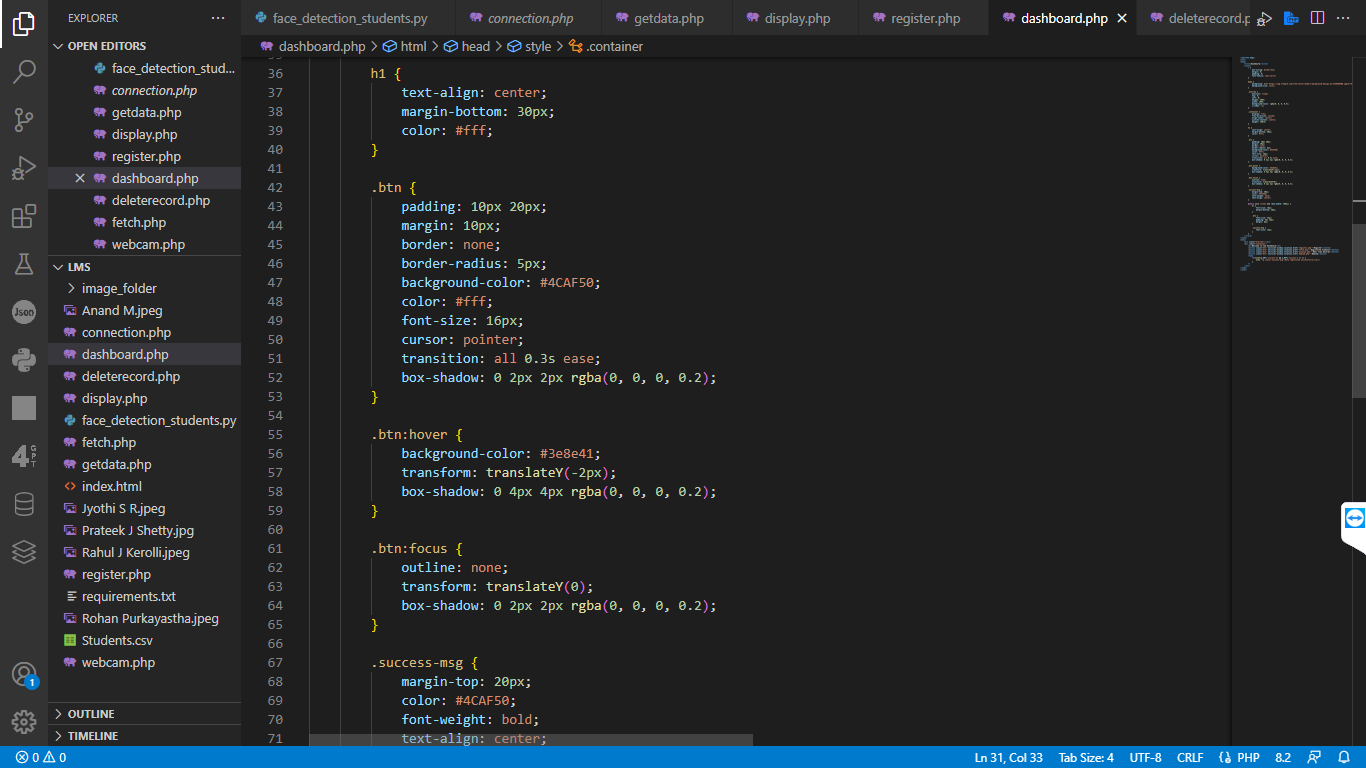 EXPLORER
OPEN EDITORS
face_detection_stud...
connection.php
getdata.php
display.php
register.php
dashboard.php
deleterecord.php
fetch.php
webcam.php
LMS
image_folder
Anand M.jpeg
connection.php
dashboard.php
deleterecord.php
display.php
face_detection_students.py
fetch.php
getdata.php
index.html
Jyothi S R.jpeg
Prateek J Shetty.jpg
Rahul J Kerolli.jpeg
register.php
requirements.txt
Rohan Purkayastha.jpeg
Students.csv
webcam.php
OUTLINE
TIMELINE
Json
4 GPT
1
face_detection_students.py connection.php getdata.php display.php register.php dashboard.php deleterecord.p
dashboard.php > html > head > style > .container
36 h1 {
37 text-align: center;
38 margin-bottom: 30px;
39 color: #fff;
40 }
41
42 .btn {
43 padding: 10px 20px;
44 margin: 10px;
45 border: none;
46 border-radius: 5px;
47 background-color: #4CAF50;
48 color: #fff;
49 font-size: 16px;
50 cursor: pointer;
51 transition: all 0.3s ease;
52 box-shadow: 0 2px 2px rgba(0, 0, 0, 0.2);
53 }
54
55 .btn:hover {
56 background-color: #3e8e41;
57 transform: translateY(-2px);
58 box-shadow: 0 4px 4px rgba(0, 0, 0, 0.2);
59 }
60
61 .btn:focus {
62 outline: none;
63 transform: translateY(0);
64 box-shadow: 0 2px 2px rgba(0, 0, 0, 0.2);
65 }
66
67 .success-msg {
68 margin-top: 20px;
69 color: #4CAF50;
70 font-weight: bold;
71 text-align: center;
0 0 Ln 31, Col 33 Tab Size: 4 UTF-8 CRLF PHP 8.2